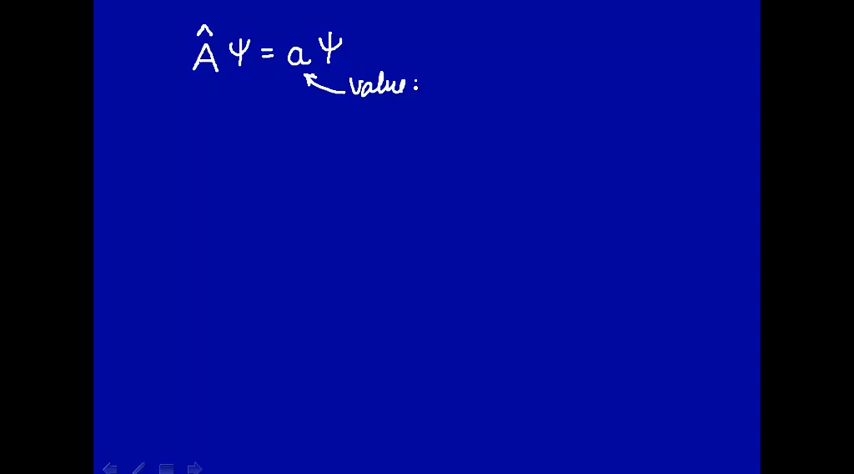 Â Ψ = a Ψ
value :